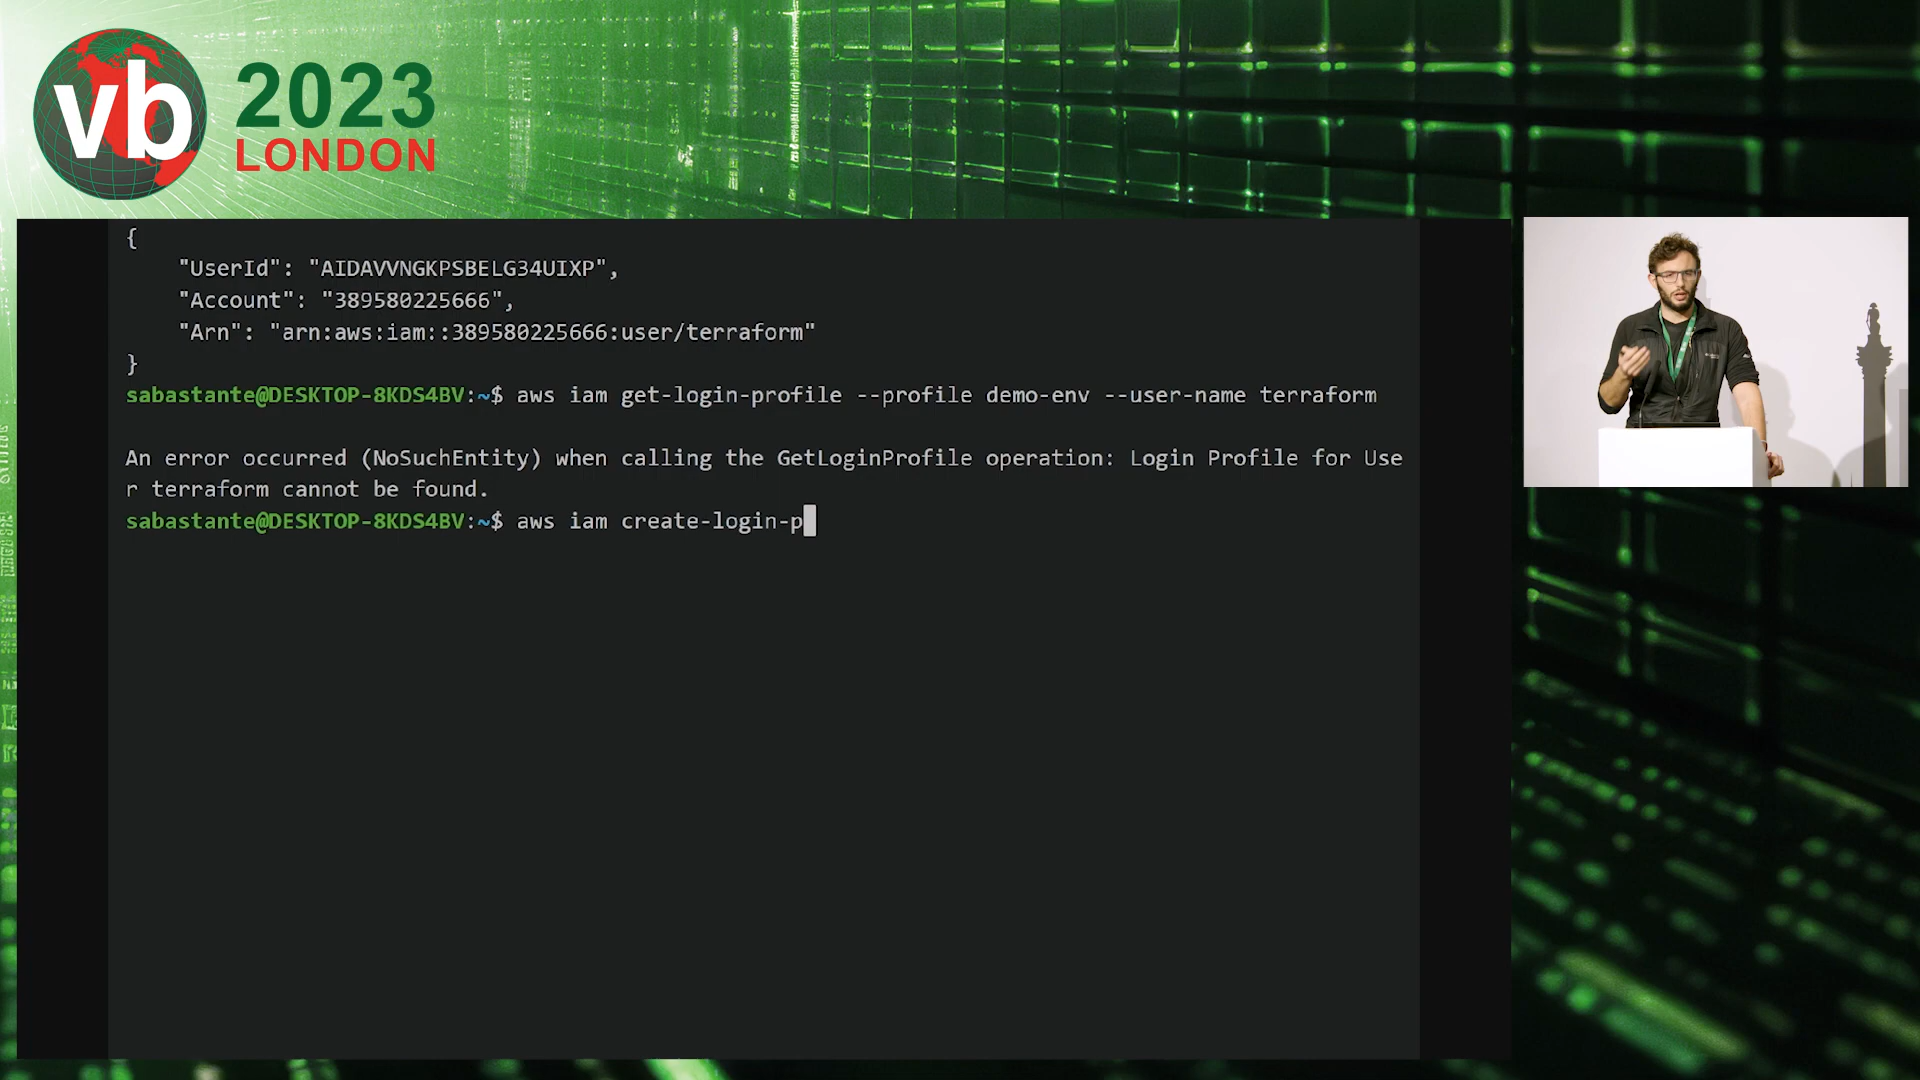 vb
2023
LONDON
{
"UserId": "AIDAVVNGKPSBELG34UIXP",
"Account": "389580225666",
"Arn": "arn:aws:iam::389580225666:user/terraform"
}
sabastante@DESKTOP-8KDS4BV:~$ aws iam get-login-profile --profile demo-env --user-name terraform
An error occurred (NoSuchEntity) when calling the GetLoginProfile operation: Login Profile for Use
r terraform cannot be found.
sabastante@DESKTOP-8KDS4BV:~$ aws iam create-login-p